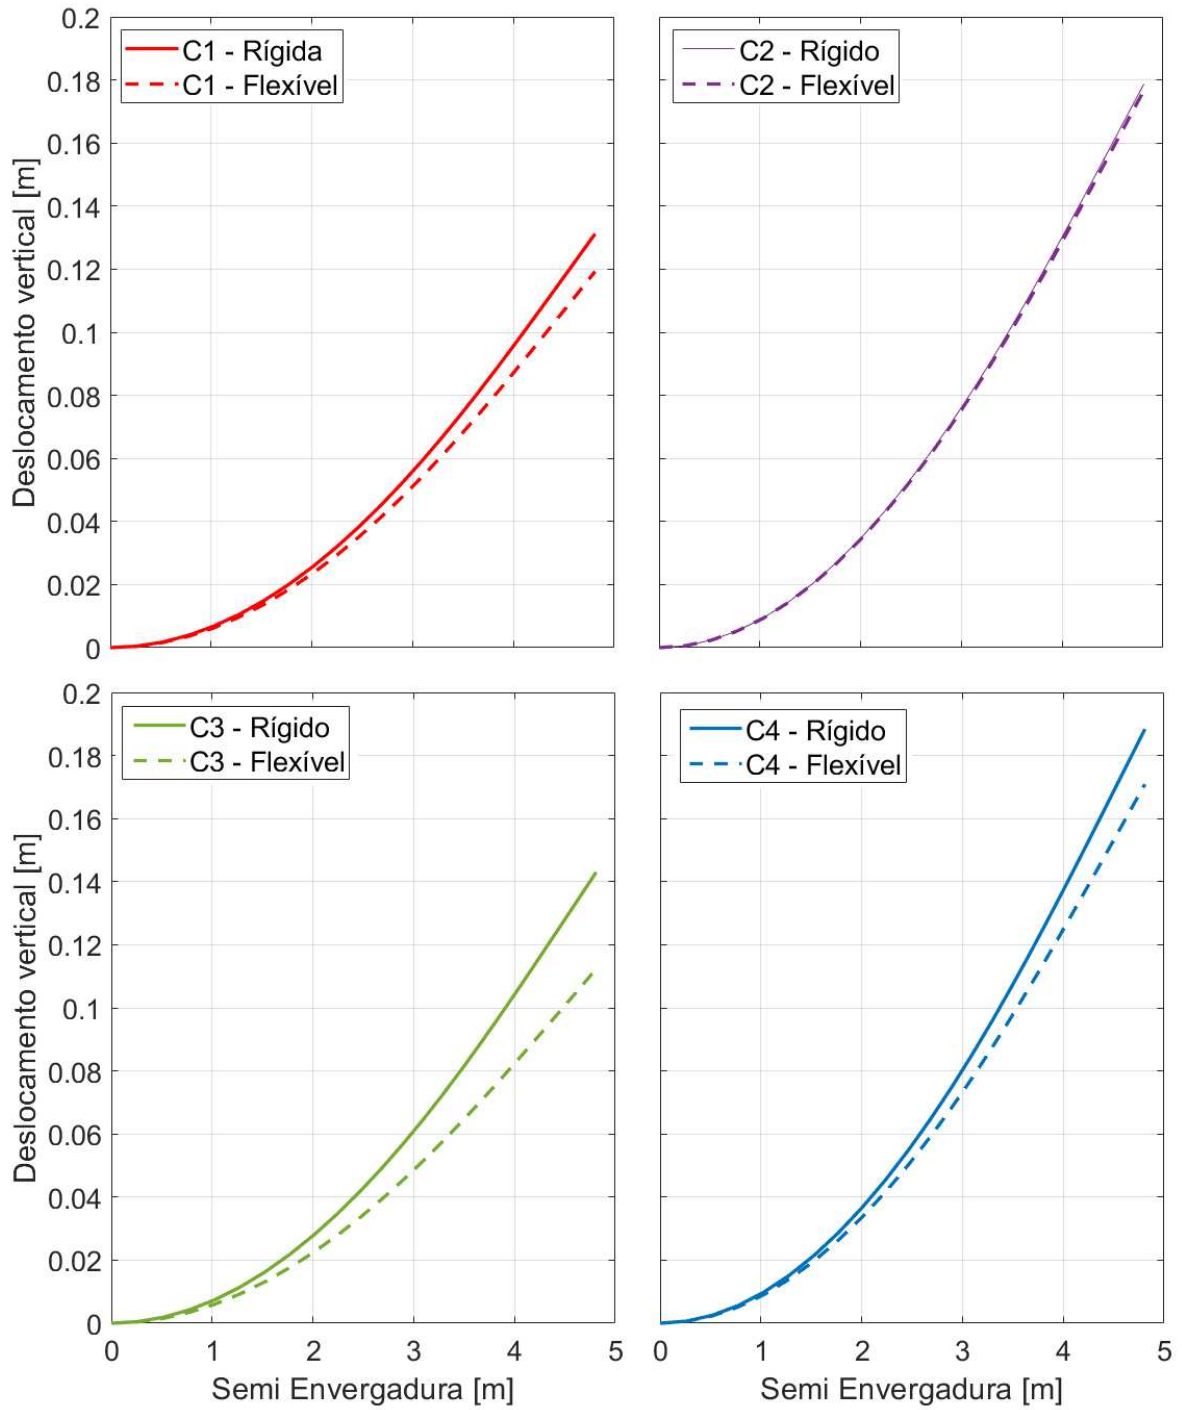 0.2
0.18
0.16
0.14
0.12
0.1
0.08
0.06
0.04
0.02
0
Deslocamento vertical [m]
C1 - Rígida
C1 - Flexível
C2 - Rígido
C2 - Flexível
0.2
0.18
0.16
0.14
0.12
0.1
0.08
0.06
0.04
0.02
0
Deslocamento vertical [m]
C3 - Rígido
C3 - Flexível
0 1 2 3 4 5
Semi Envergadura [m]
C4 - Rígido
C4 - Flexível
0 1 2 3 4 5
Semi Envergadura [m]